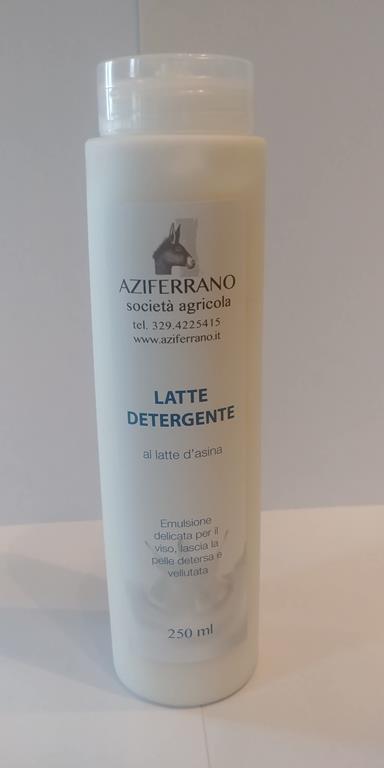 AZIFERRANO
società agricola
tel. 329.4225415
www.aziferrano.it
LATTE
DETERGENTE
al latte d'asina
Emulsione
delicata per il
viso, lascia la
pelle detersa e
vellutata
250 ml